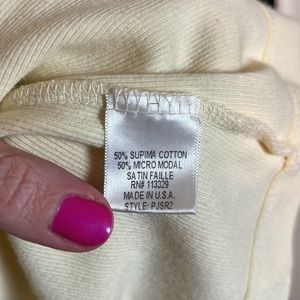 50% SUPIMA COTTON
50% MICRO MODAL
SATIN FAILLE
RN# 113329
MADE IN U.S.A.
STYLE: PJSR2